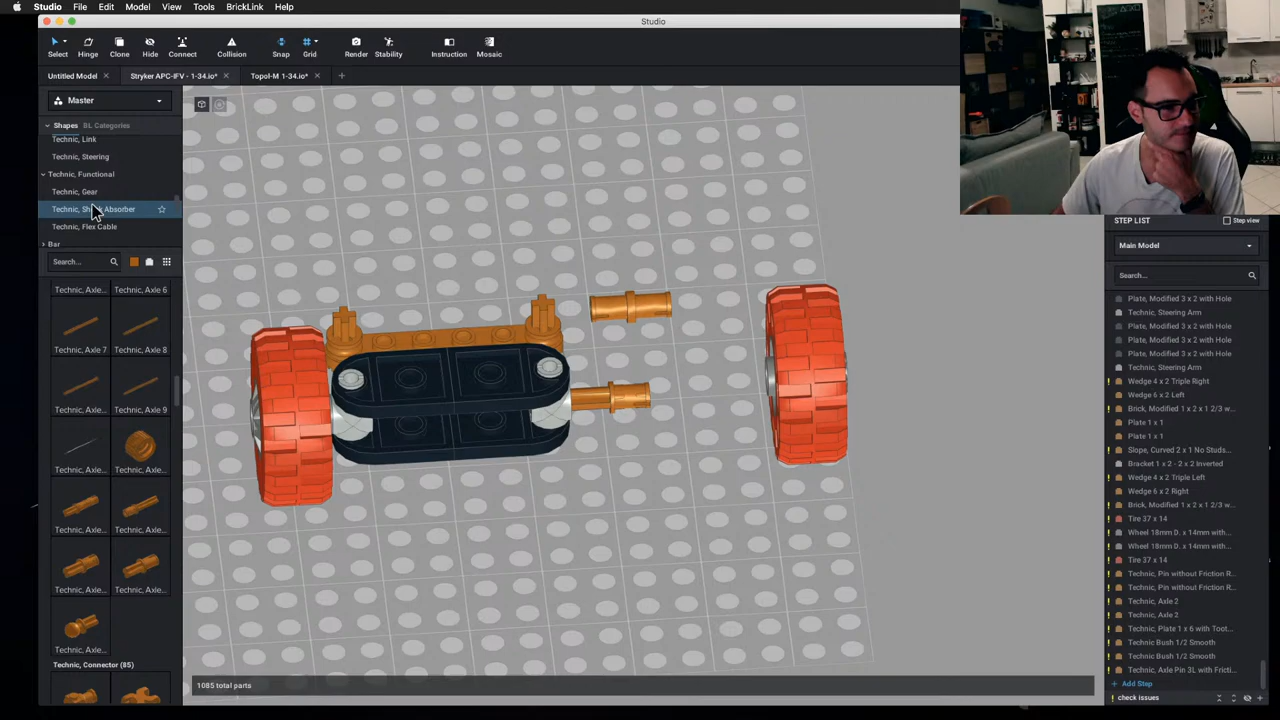 Studio File Edit Model View Tools BrickLink Help
Studio
Select Hinge Clone Hide Connect Collision Snap Grid Render Stability Instruction Mosaic
Untitled Model Stryker APC-IFV - 1-34.io* Topol-M 1-34.io*
Master
Shapes BL Categories
Technic, Link
Technic, Steering
Technic, Functional
Technic, Gear
Technic, Shock Absorber
Technic, Flex Cable
Bar
Search...
Technic, Axle... Technic, Axle 6
Technic, Axle 7 Technic, Axle 8
Technic, Axle... Technic, Axle 9
Technic, Axle... Technic, Axle...
Technic, Axle... Technic, Axle...
Technic, Axle... Technic, Axle...
Technic, Axle...
Technic, Connector (85)
1085 total parts
STEP LIST Step view
Main Model
Search...
Plate, Modified 3 x 2 with Hole
Technic, Steering Arm
Plate, Modified 3 x 2 with Hole
Plate, Modified 3 x 2 with Hole
Plate, Modified 3 x 2 with Hole
Technic, Steering Arm
Wedge 4 x 2 Triple Right
Wedge 6 x 2 Left
Brick, Modified 1 x 2 x 1 2/3 w...
Plate 1 x 1
Plate 1 x 1
Slope, Curved 2 x 1 No Studs...
Bracket 1 x 2 - 2 x 2 Inverted
Wedge 4 x 2 Triple Left
Wedge 6 x 2 Right
Brick, Modified 1 x 2 x 1 2/3 w...
Tire 37 x 14
Wheel 18mm D. x 14mm with...
Wheel 18mm D. x 14mm with...
Tire 37 x 14
Technic, Pin without Friction R...
Technic, Pin without Friction R...
Technic, Axle 2
Technic, Axle 2
Technic, Plate 1 x 6 with Toot...
Technic Bush 1/2 Smooth
Technic Bush 1/2 Smooth
Technic, Axle Pin 3L with Fricti...
+ Add Step
check issues